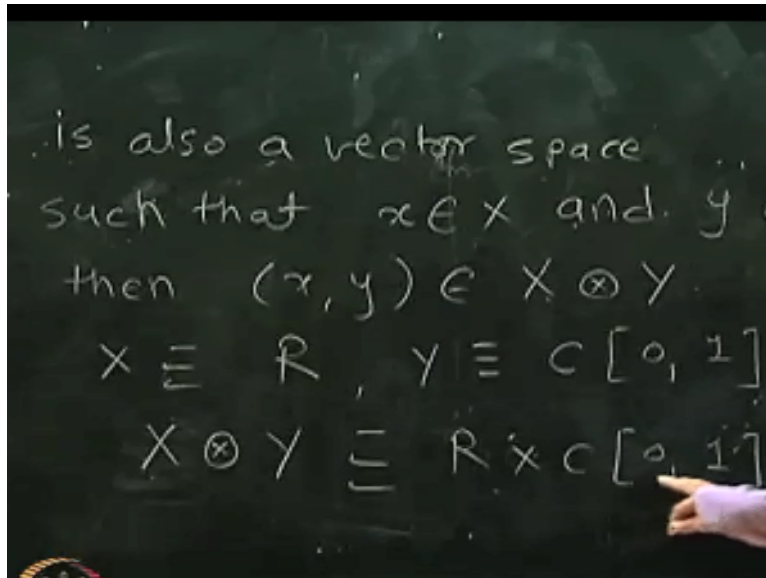 is also a vector space
such that x ∈ X and y
then (x, y) ∈ X ⊗ Y
X ≡ R, Y ≡ C [0, 1]
X ⊗ Y ≡ R × C [0, 1]